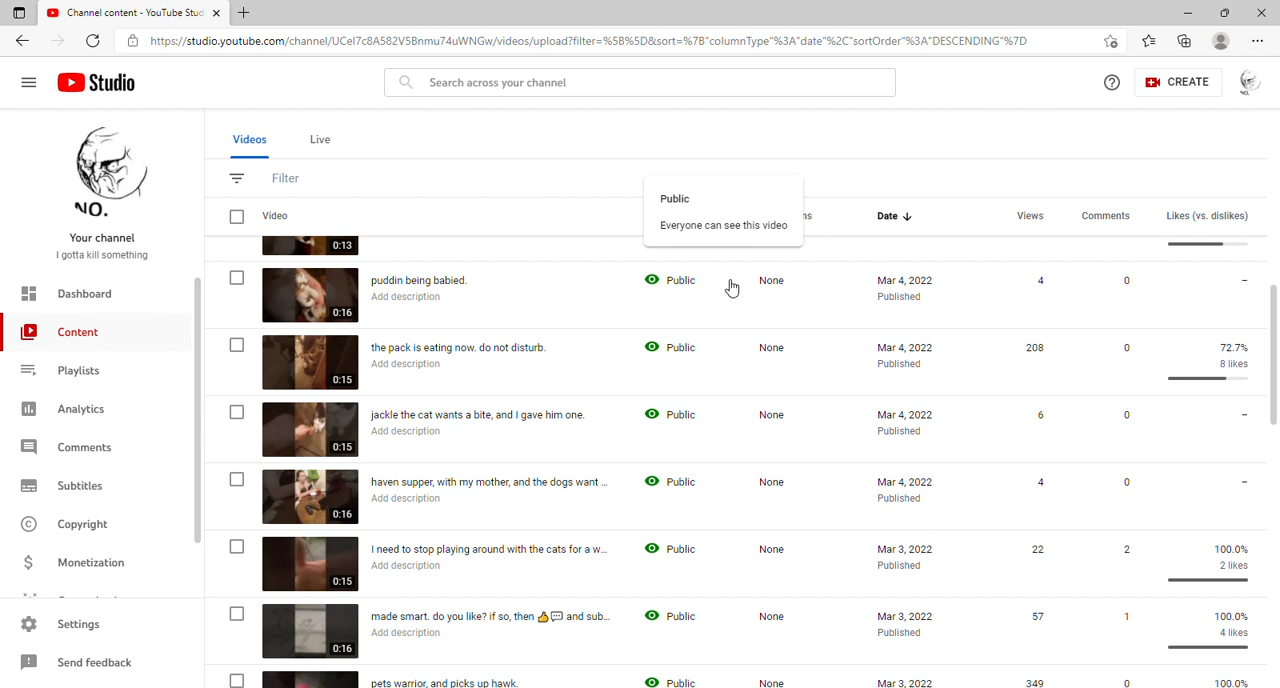 Channel content - YouTube Stud
https://studio.youtube.com/channel/UCel7c8A582V5Bnmu74uWNGw/videos/upload?filter=%5B%5D&sort=%7B"columnType"%3A"date"%2C"sortOrder"%3A"DESCENDING"%7D
Studio
Search across your channel
CREATE
NO.
NO.
Your channel
I gotta kill something
Dashboard
Content
Playlists
Analytics
Comments
Subtitles
Copyright
Monetization
Settings
Send feedback
Videos Live
Filter
Public
Everyone can see this video
Video ns Date Views Comments Likes (vs. dislikes)
0:13
puddin being babied. Public None Mar 4, 2022 4 0 –
Add description Published
0:16
the pack is eating now. do not disturb. Public None Mar 4, 2022 208 0 72.7%
Add description Published 8 likes
0:15
jackle the cat wants a bite, and I gave him one. Public None Mar 4, 2022 6 0 –
Add description Published
0:15
haven supper, with my mother, and the dogs want ... Public None Mar 4, 2022 4 0 –
Add description Published
0:16
I need to stop playing around with the cats for a w... Public None Mar 3, 2022 22 2 100.0%
Add description Published 2 likes
0:15
made smart. do you like? if so, then 👍💬 and sub... Public None Mar 3, 2022 57 1 100.0%
Add description Published 4 likes
0:16
pets warrior, and picks up hawk. Public None Mar 3, 2022 349 0 100.0%